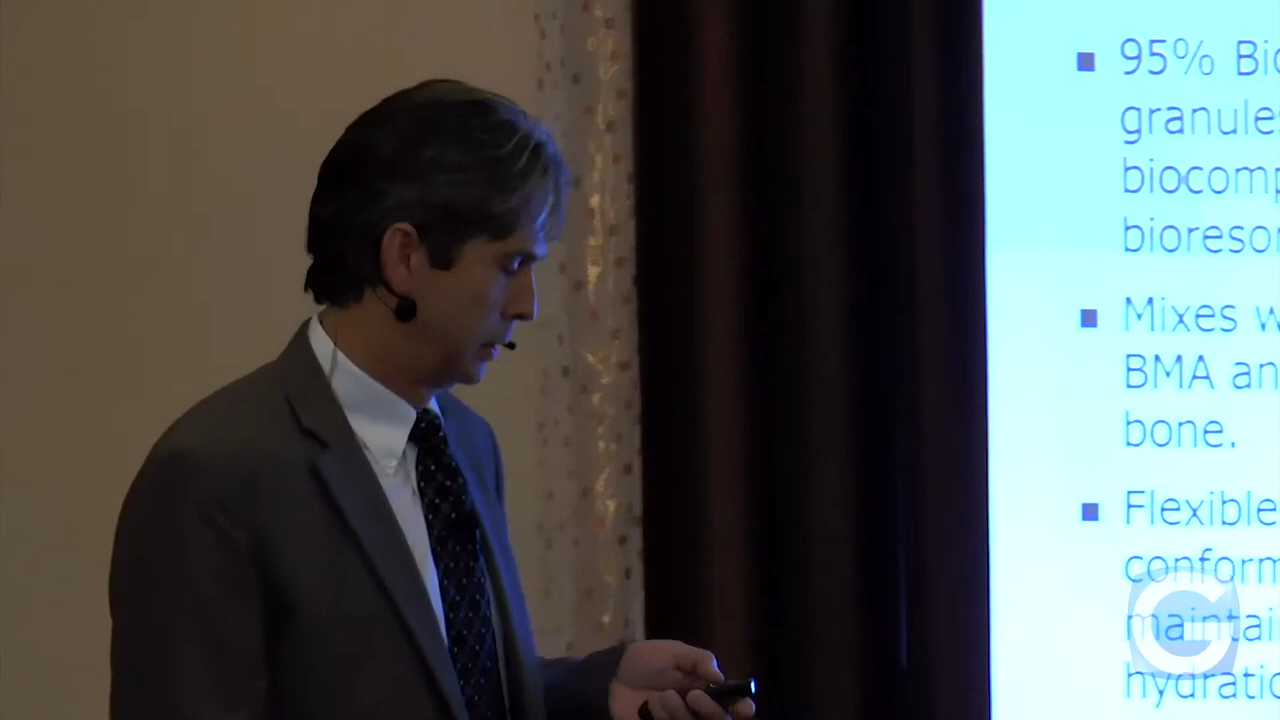 95% Bio
granules
biocomp
bioresor
Mixes w
BMA an
bone.
Flexible
conform
maintai
hydratio